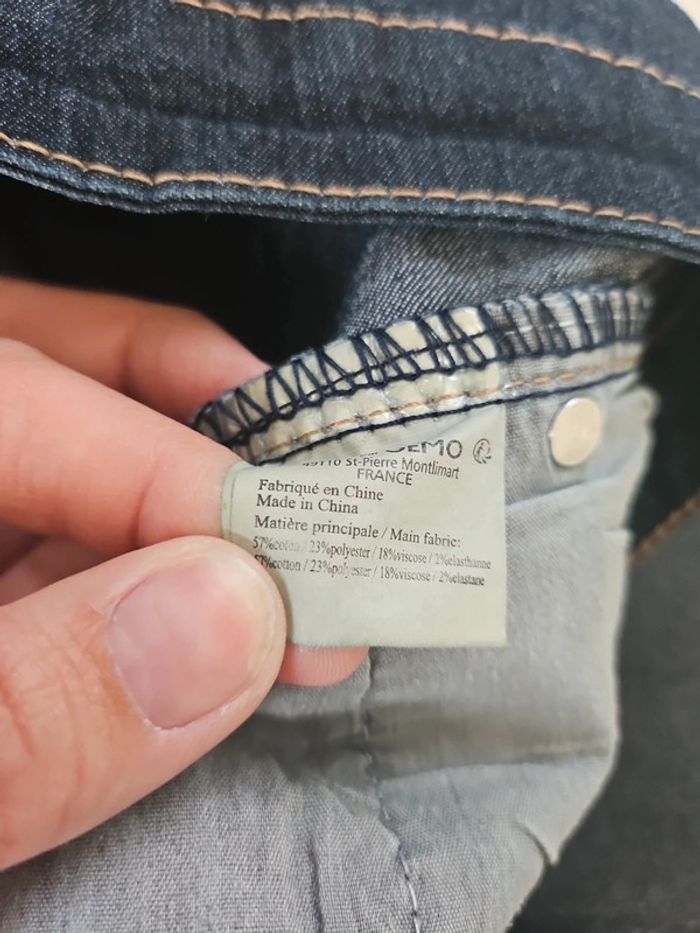 St-Pierre Montlimart
FRANCE
Fabriqué en Chine
Made in China
Matière principale / Main fabric:
57%coton / 23%polyester / 18%viscose / 2%elasthanne
57%cotton / 23%polyester / 18%viscose / 2%elastane